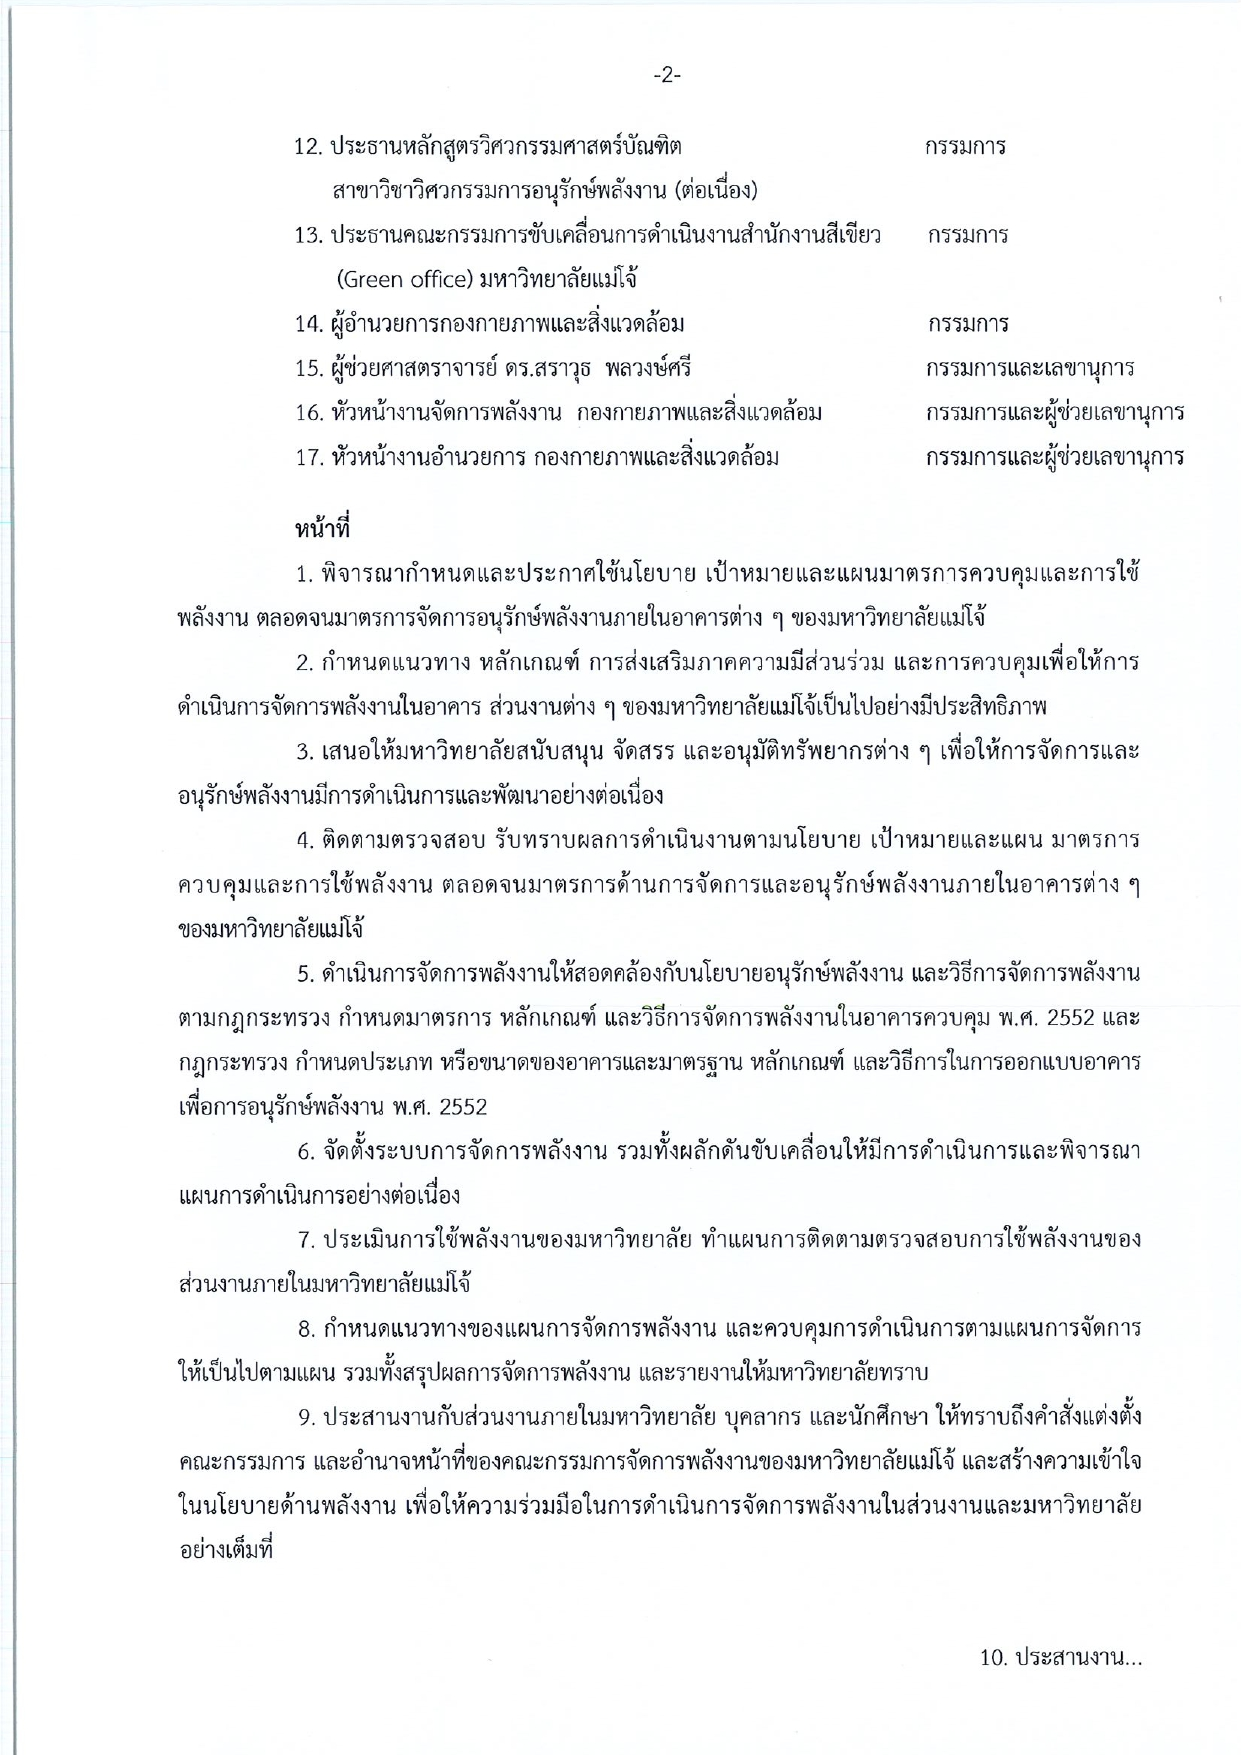 -2-
12. ประธานหลักสูตรวิศวกรรมศาสตร์บัณฑิต กรรมการ
สาขาวิชาวิศวกรรมการอนุรักษ์พลังงาน (ต่อเนื่อง)
13. ประธานคณะกรรมการขับเคลื่อนการดำเนินงานสำนักงานสีเขียว กรรมการ
(Green office) มหาวิทยาลัยแม่โจ้
14. ผู้อำนวยการกองกายภาพและสิ่งแวดล้อม กรรมการ
15. ผู้ช่วยศาสตราจารย์ ดร.สราวุธ พลวงษ์ศรี กรรมการและเลขานุการ
16. หัวหน้างานจัดการพลังงาน กองกายภาพและสิ่งแวดล้อม กรรมการและผู้ช่วยเลขานุการ
17. หัวหน้างานอำนวยการ กองกายภาพและสิ่งแวดล้อม กรรมการและผู้ช่วยเลขานุการ
หน้าที่
1. พิจารณากำหนดและประกาศใช้นโยบาย เป้าหมายและแผนมาตรการควบคุมและการใช้
พลังงาน ตลอดจนมาตรการจัดการอนุรักษ์พลังงานภายในอาคารต่าง ๆ ของมหาวิทยาลัยแม่โจ้
2. กำหนดแนวทาง หลักเกณฑ์ การส่งเสริมภาคความมีส่วนร่วม และการควบคุมเพื่อให้การ
ดำเนินการจัดการพลังงานในอาคาร ส่วนงานต่าง ๆ ของมหาวิทยาลัยแม่โจ้เป็นไปอย่างมีประสิทธิภาพ
3. เสนอให้มหาวิทยาลัยสนับสนุน จัดสรร และอนุมัติทรัพยากรต่าง ๆ เพื่อให้การจัดการและ
อนุรักษ์พลังงานมีการดำเนินการและพัฒนาอย่างต่อเนื่อง
4. ติดตามตรวจสอบ รับทราบผลการดำเนินงานตามนโยบาย เป้าหมายและแผน มาตรการ
ควบคุมและการใช้พลังงาน ตลอดจนมาตรการด้านการจัดการและอนุรักษ์พลังงานภายในอาคารต่าง ๆ
ของมหาวิทยาลัยแม่โจ้
5. ดำเนินการจัดการพลังงานให้สอดคล้องกับนโยบายอนุรักษ์พลังงาน และวิธีการจัดการพลังงาน
ตามกฎกระทรวง กำหนดมาตรการ หลักเกณฑ์ และวิธีการจัดการพลังงานในอาคารควบคุม พ.ศ. 2552 และ
กฎกระทรวง กำหนดประเภท หรือขนาดของอาคารและมาตรฐาน หลักเกณฑ์ และวิธีการในการออกแบบอาคาร
เพื่อการอนุรักษ์พลังงาน พ.ศ. 2552
6. จัดตั้งระบบการจัดการพลังงาน รวมทั้งผลักดันขับเคลื่อนให้มีการดำเนินการและพิจารณา
แผนการดำเนินการอย่างต่อเนื่อง
7. ประเมินการใช้พลังงานของมหาวิทยาลัย ทำแผนการติดตามตรวจสอบการใช้พลังงานของ
ส่วนงานภายในมหาวิทยาลัยแม่โจ้
8. กำหนดแนวทางของแผนการจัดการพลังงาน และควบคุมการดำเนินการตามแผนการจัดการ
ให้เป็นไปตามแผน รวมทั้งสรุปผลการจัดการพลังงาน และรายงานให้มหาวิทยาลัยทราบ
9. ประสานงานกับส่วนงานภายในมหาวิทยาลัย บุคลากร และนักศึกษา ให้ทราบถึงคำสั่งแต่งตั้ง
คณะกรรมการ และอำนาจหน้าที่ของคณะกรรมการจัดการพลังงานของมหาวิทยาลัยแม่โจ้ และสร้างความเข้าใจ
ในนโยบายด้านพลังงาน เพื่อให้ความร่วมมือในการดำเนินการจัดการพลังงานในส่วนงานและมหาวิทยาลัย
อย่างเต็มที่
10. ประสานงาน...